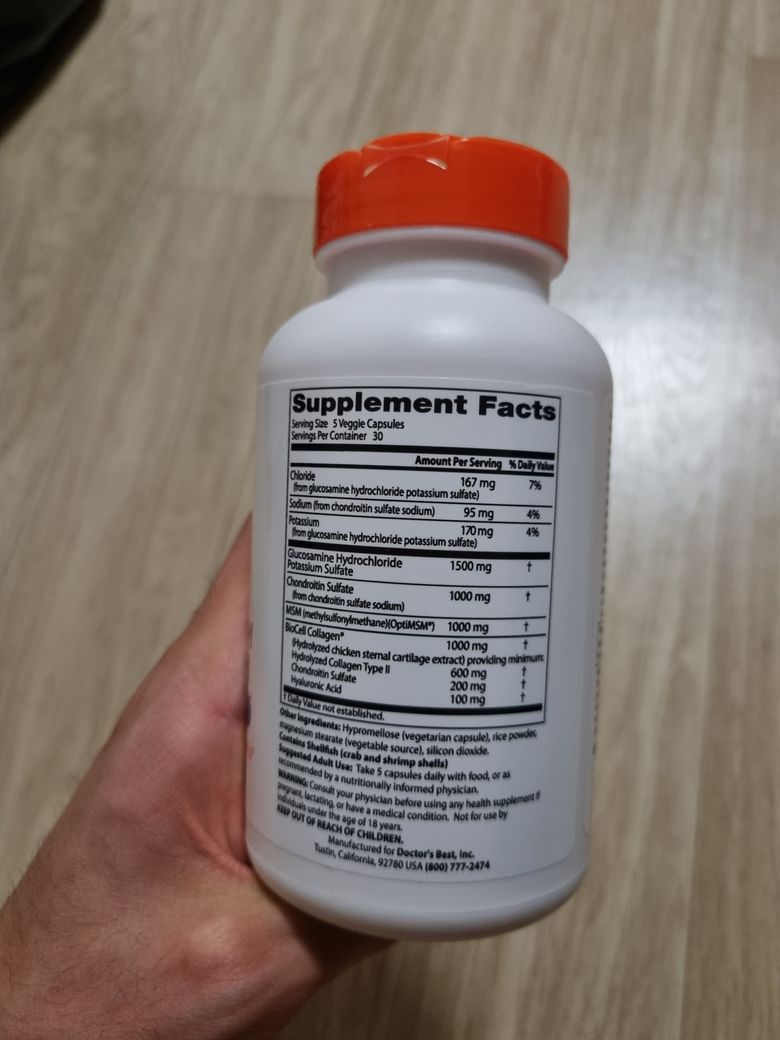 Supplement Facts
Serving Size 5 Veggie Capsules
Servings Per Container 30
Amount Per Serving % Daily Value
Chloride 167 mg 7%
(from glucosamine hydrochloride potassium sulfate)
Sodium (from chondroitin sulfate sodium) 95 mg 4%
Potassium 170 mg 4%
(from glucosamine hydrochloride potassium sulfate)
Glucosamine Hydrochloride 1500 mg †
Potassium Sulfate
Chondroitin Sulfate 1000 mg †
(from chondroitin sulfate sodium)
MSM (methylsulfonylmethane)(OptiMSM®) 1000 mg †
BioCell Collagen® 1000 mg †
(Hydrolyzed chicken sternal cartilage extract) providing minimum:
Hydrolyzed Collagen Type II 600 mg †
Chondroitin Sulfate 200 mg †
Hyaluronic Acid 100 mg †
† Daily Value not established.
Other Ingredients: Hypromellose (vegetarian capsule), rice powder,
magnesium stearate (vegetable source), silicon dioxide.
Contains Shellfish (crab and shrimp shells)
Suggested Adult Use: Take 5 capsules daily with food, or as
recommended by a nutritionally informed physician.
WARNING: Consult your physician before using any health supplement if
pregnant, lactating, or have a medical condition. Not for use by
individuals under the age of 18 years.
KEEP OUT OF REACH OF CHILDREN.
Manufactured for Doctor's Best, Inc.
Tustin, California, 92780 USA (800) 777-2474